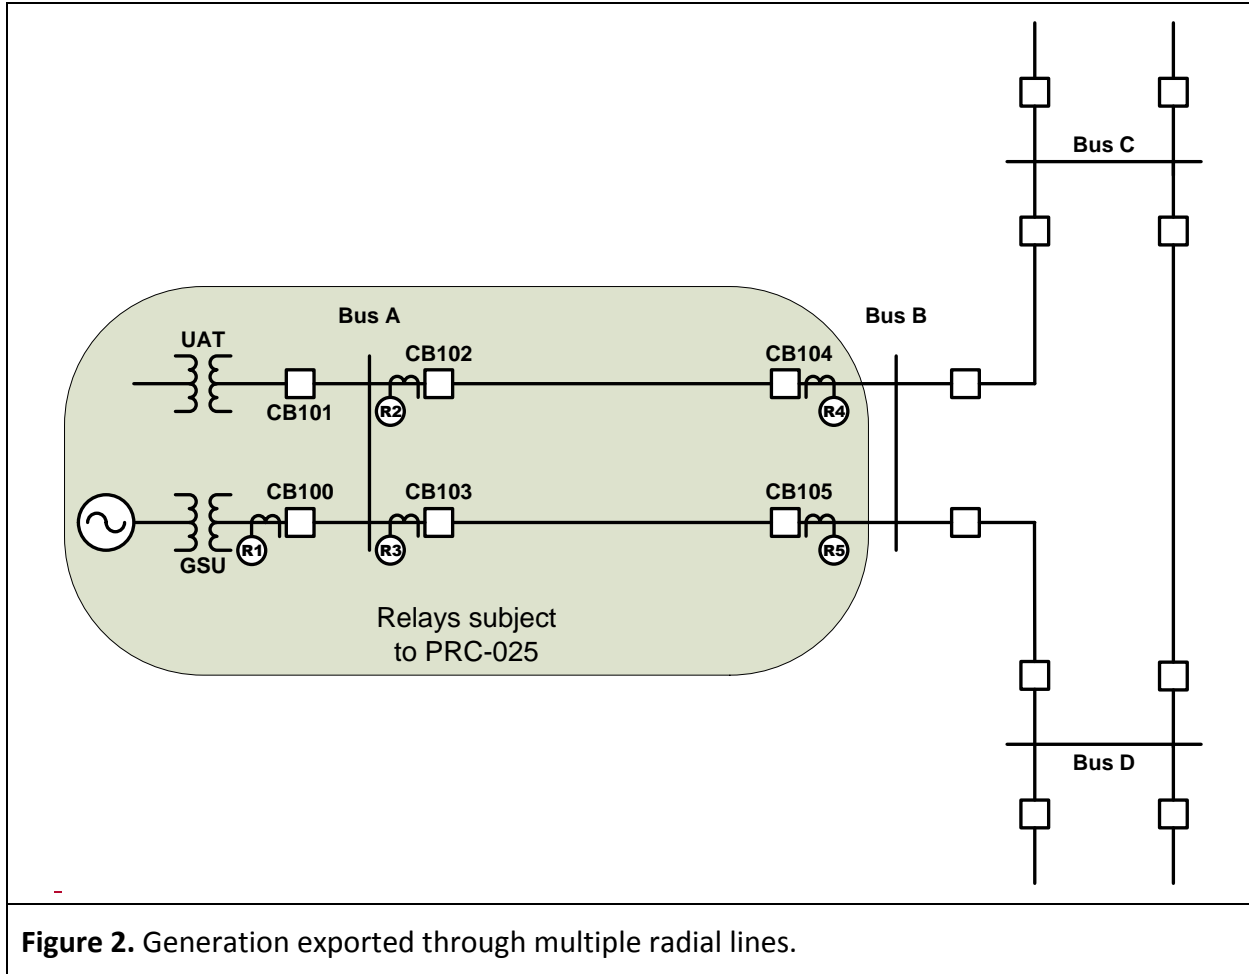 Bus C
Bus A
Bus B
UAT
CB102
CB104
CB101
R2
R4
CB100
CB103
CB105
R1
R3
R5
GSU
Relays subject
to PRC-025
Bus D
Figure 2. Generation exported through multiple radial lines.